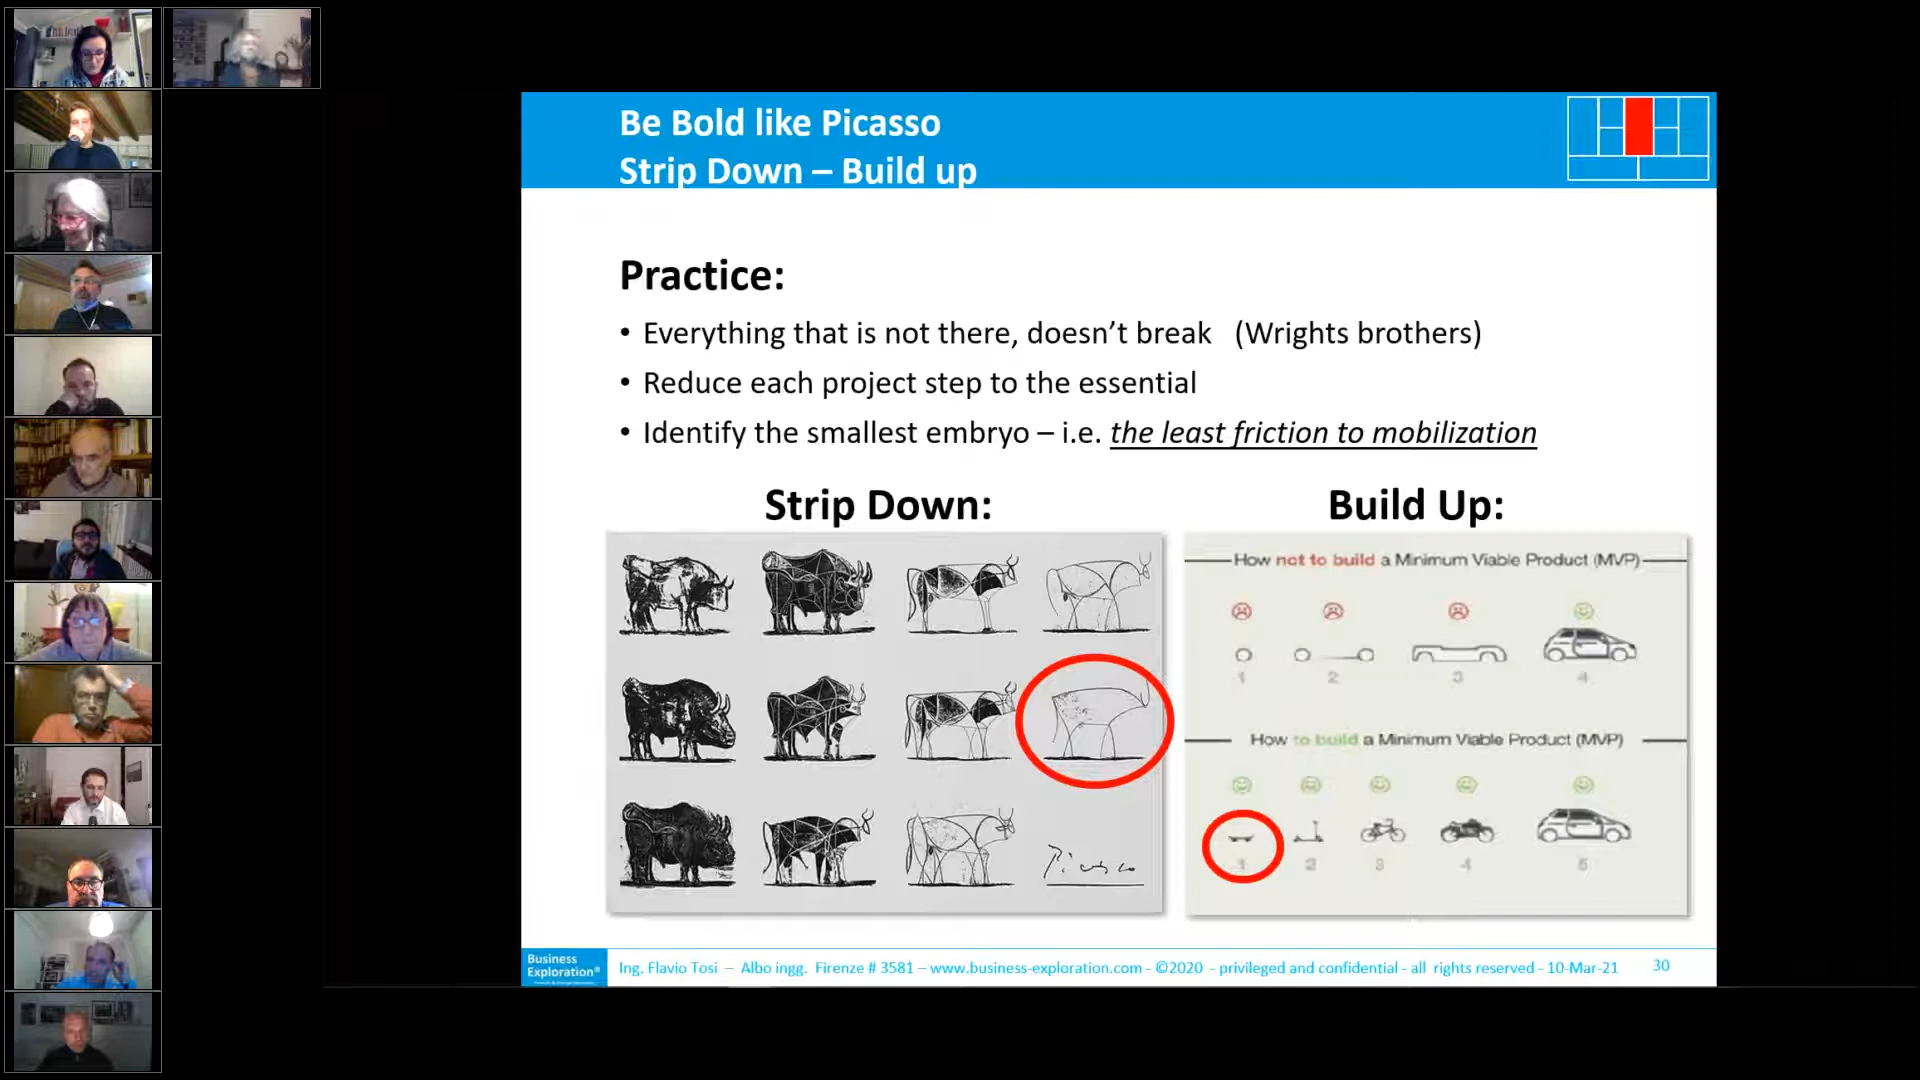 Be Bold like Picasso
Strip Down – Build up
Practice:
• Everything that is not there, doesn't break (Wrights brothers)
• Reduce each project step to the essential
• Identify the smallest embryo – i.e. the least friction to mobilization
Strip Down:
Build Up:
How not to build a Minimum Viable Product (MVP)
1 2 3 4
How to build a Minimum Viable Product (MVP)
1 2 3 4 5
Picasso
Business
Exploration®
Ing. Flavio Tosi – Albo ingg. Firenze # 3581 – www.business-exploration.com - ©2020 - privileged and confidential - all rights reserved - 10-Mar-21
30